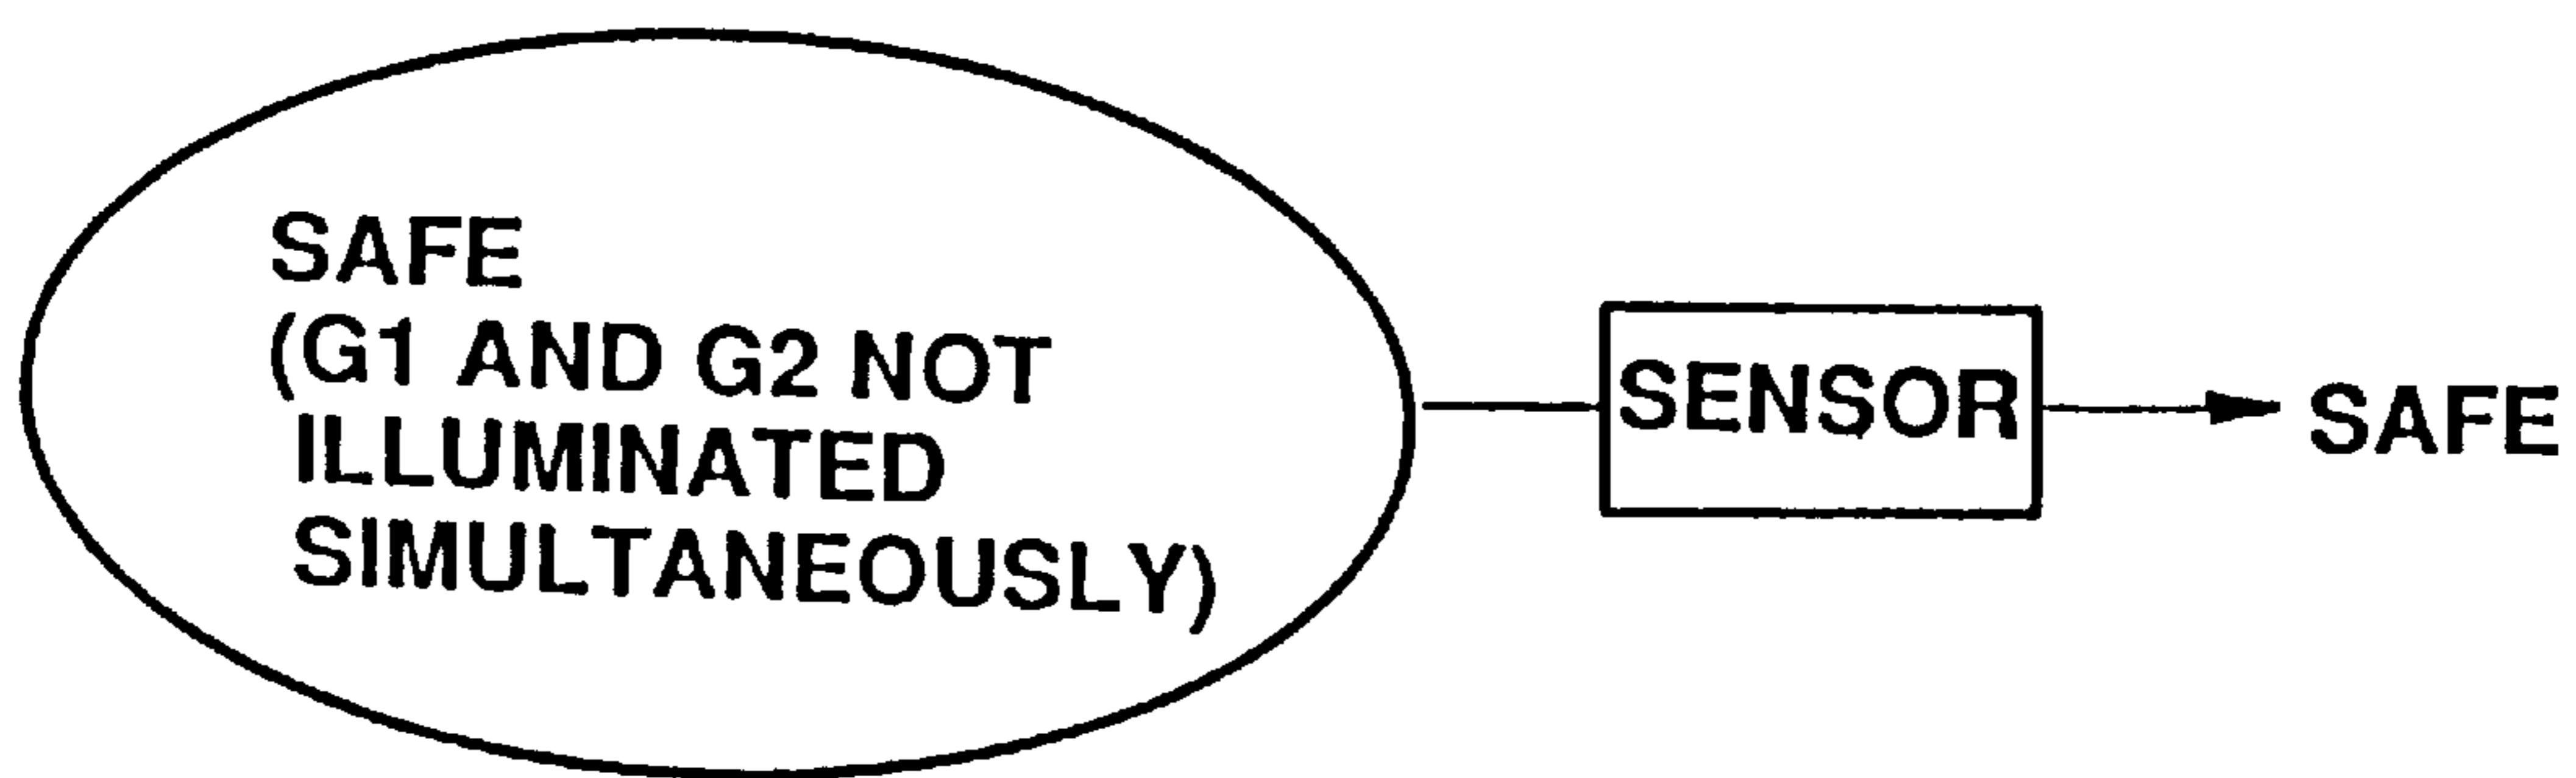 SAFE
(G1 AND G2 NOT
ILLUMINATED
SIMULTANEOUSLY)
SENSOR
SAFE